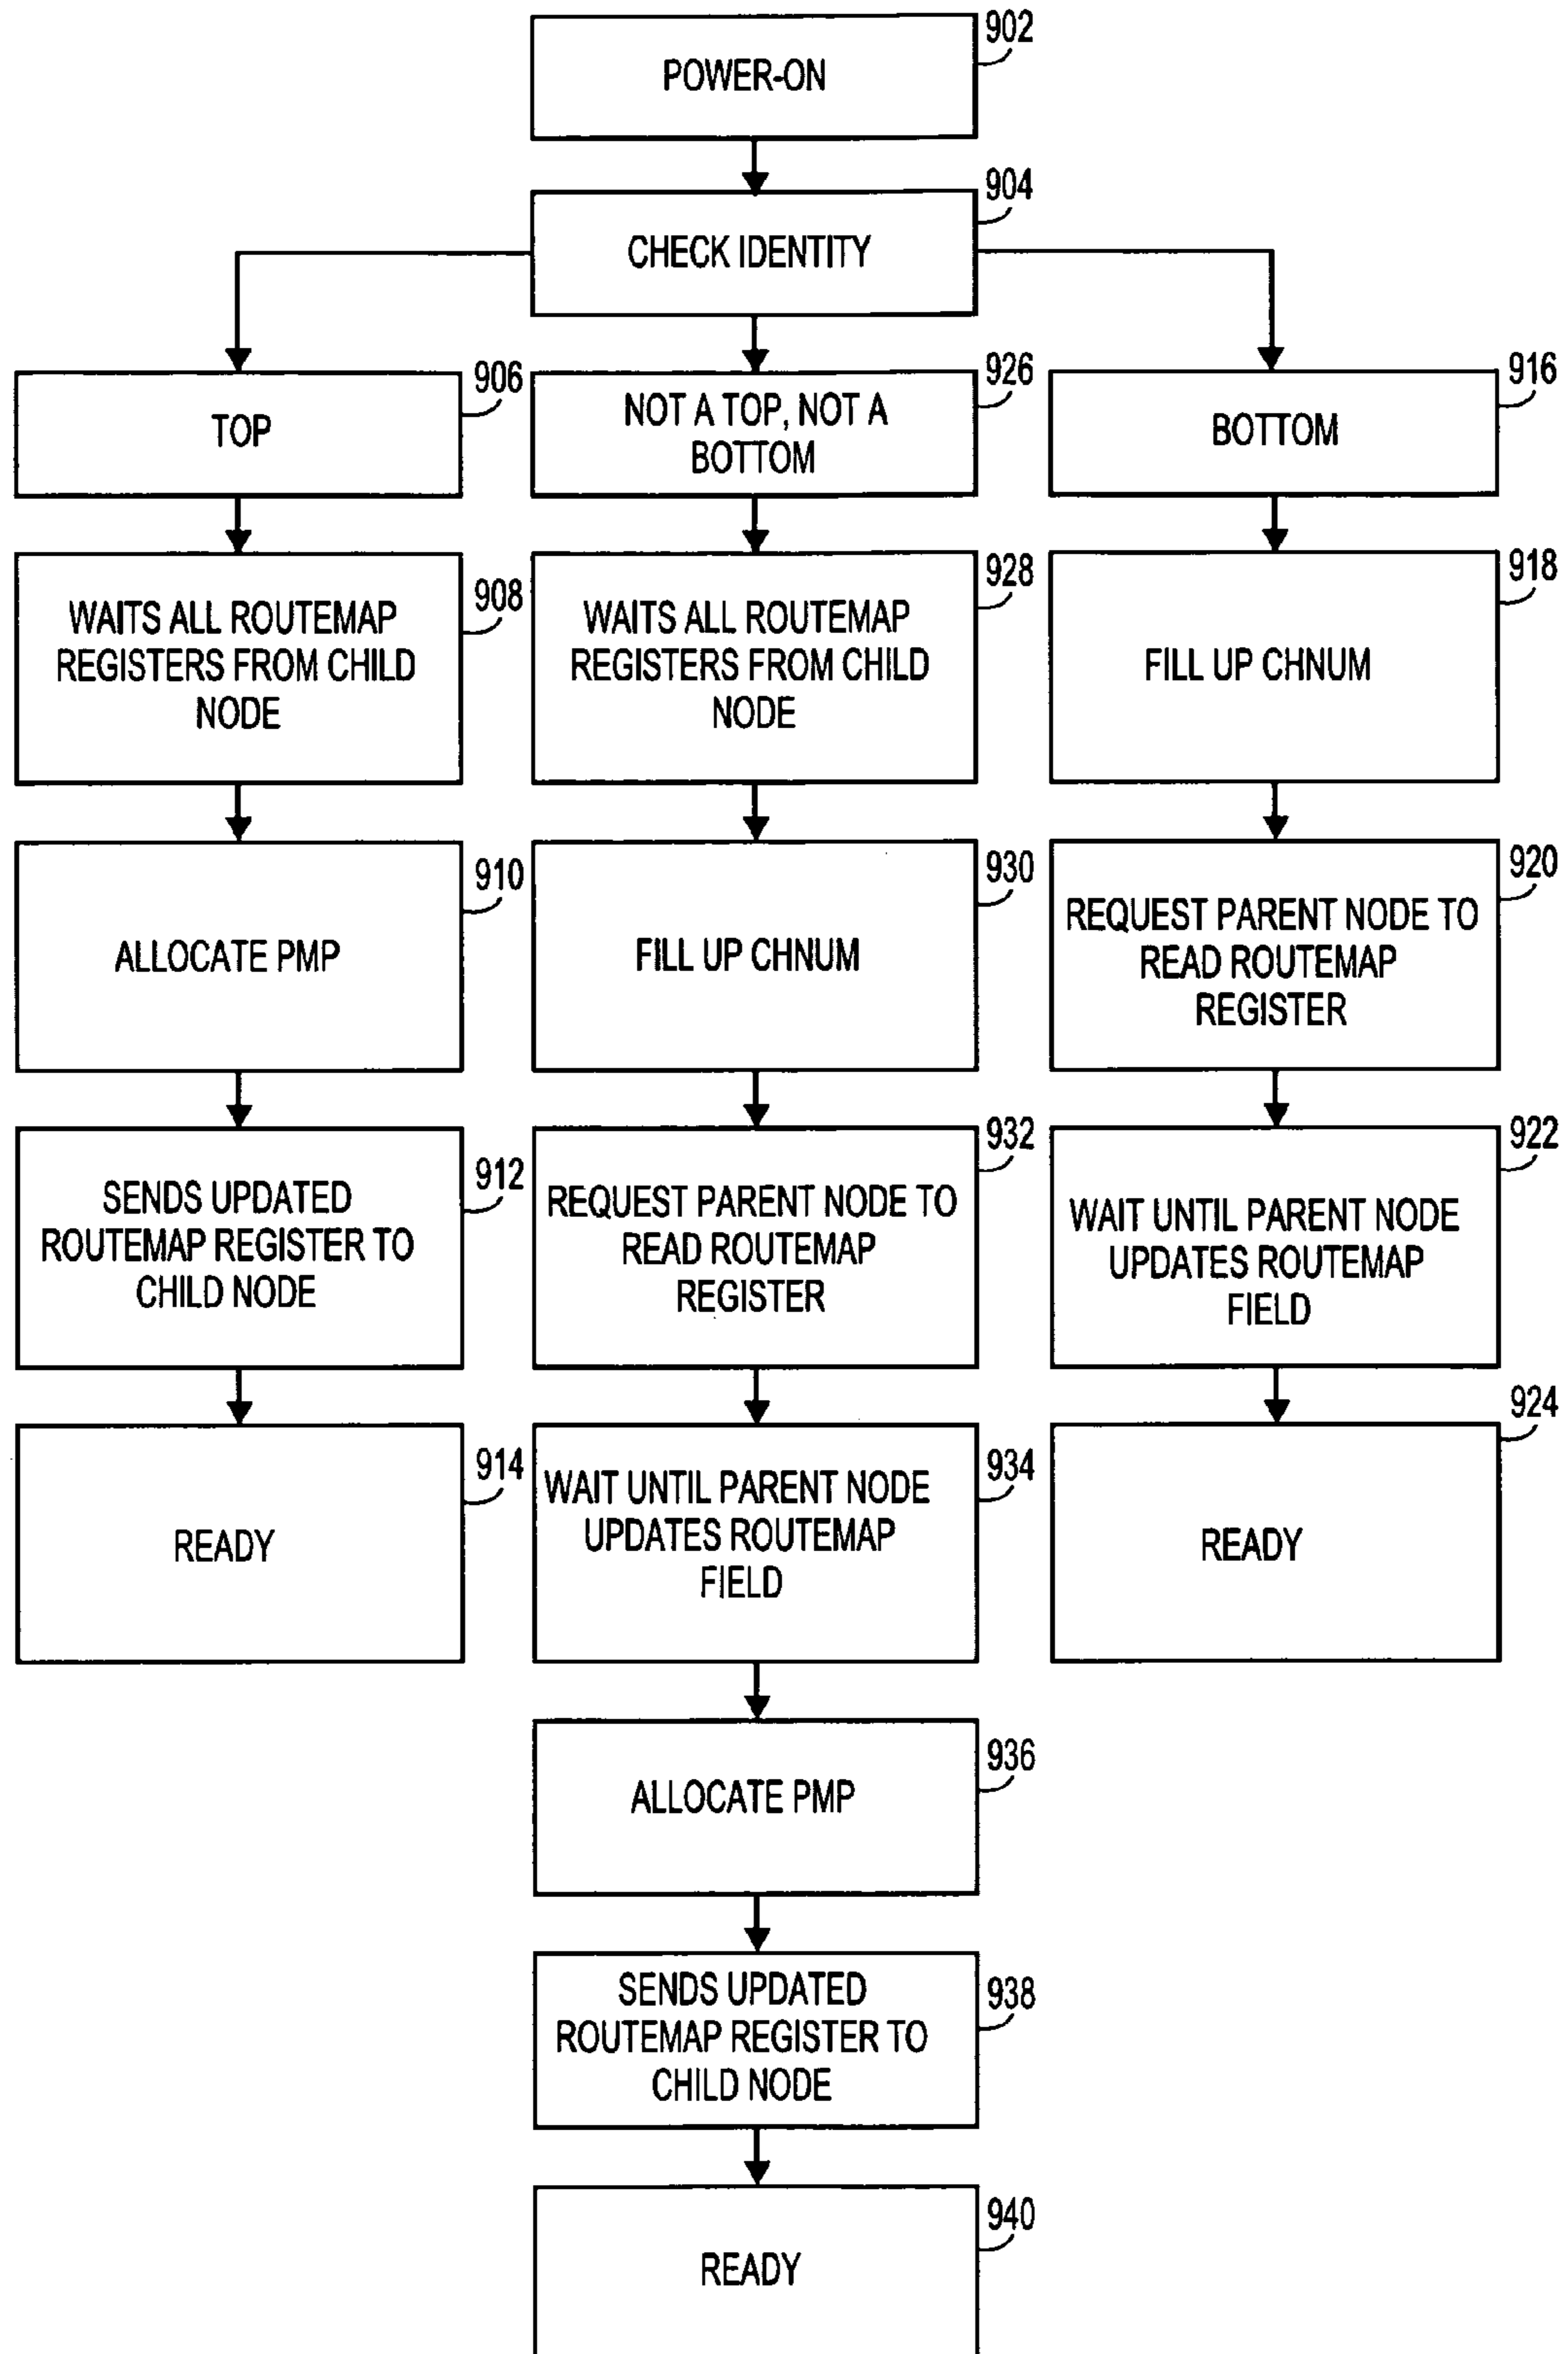 902
POWER-ON
904
CHECK IDENTITY
906
TOP
926
NOT A TOP, NOT A
BOTTOM
916
BOTTOM
908
WAITS ALL ROUTEMAP
REGISTERS FROM CHILD
NODE
928
WAITS ALL ROUTEMAP
REGISTERS FROM CHILD
NODE
918
FILL UP CHNUM
910
ALLOCATE PMP
930
FILL UP CHNUM
920
REQUEST PARENT NODE TO
READ ROUTEMAP
REGISTER
912
SENDS UPDATED
ROUTEMAP REGISTER TO
CHILD NODE
932
REQUEST PARENT NODE TO
READ ROUTEMAP
REGISTER
922
WAIT UNTIL PARENT NODE
UPDATES ROUTEMAP
FIELD
914
READY
934
WAIT UNTIL PARENT NODE
UPDATES ROUTEMAP
FIELD
924
READY
936
ALLOCATE PMP
938
SENDS UPDATED
ROUTEMAP REGISTER TO
CHILD NODE
940
READY